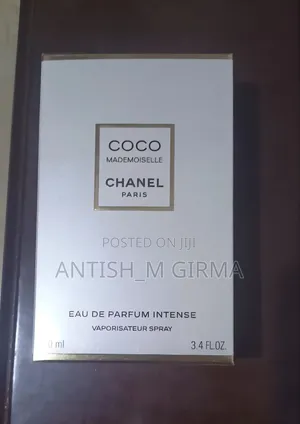 COCO
MADEMOISELLE
CHANEL
PARIS
POSTED ON JIJI
ANTISH_M GIRMA
EAU DE PARFUM INTENSE
VAPORISATEUR SPRAY
ml
3.4 FL.OZ.